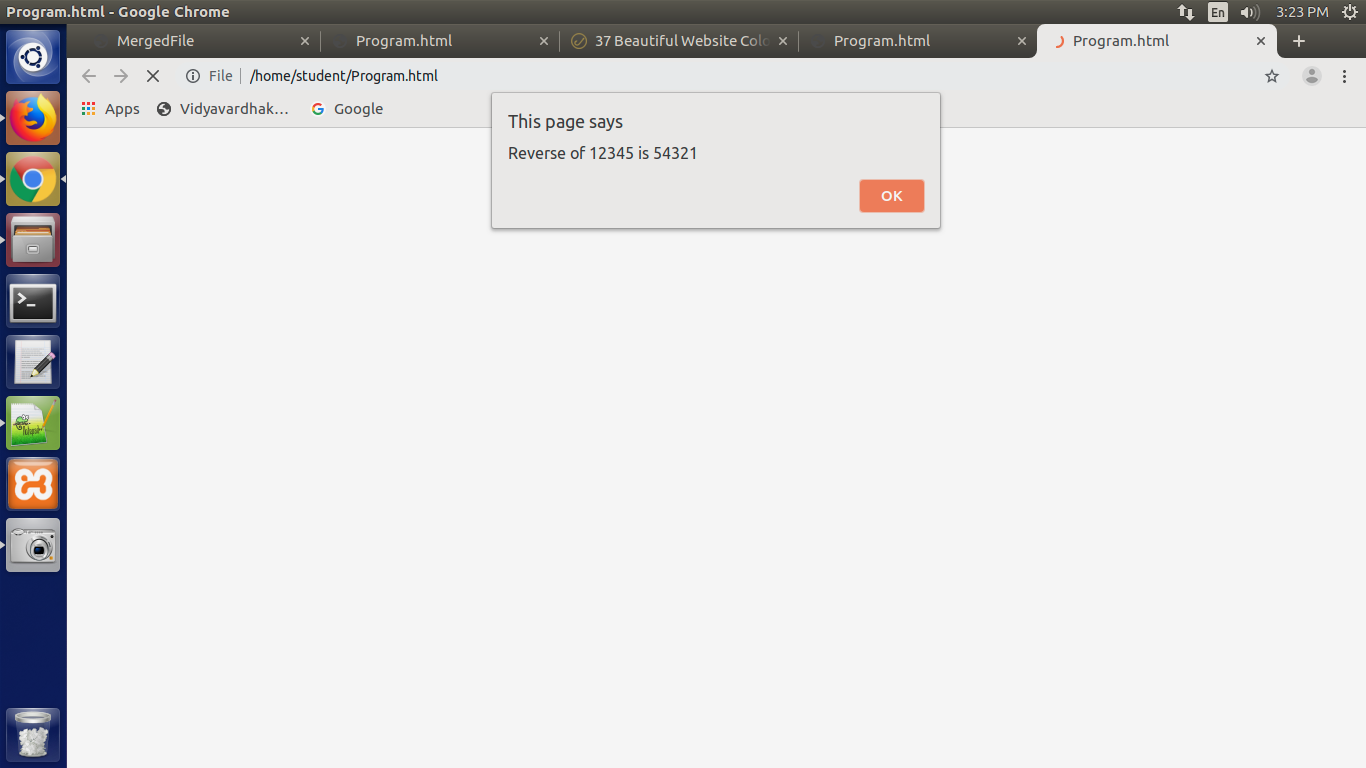 Program.html - Google Chrome
En
3:23 PM
MergedFile
Program.html
37 Beautiful Website Colo
Program.html
Program.html
File
/home/student/Program.html
Apps
Vidyavardhak…
Google
This page says
Reverse of 12345 is 54321
OK